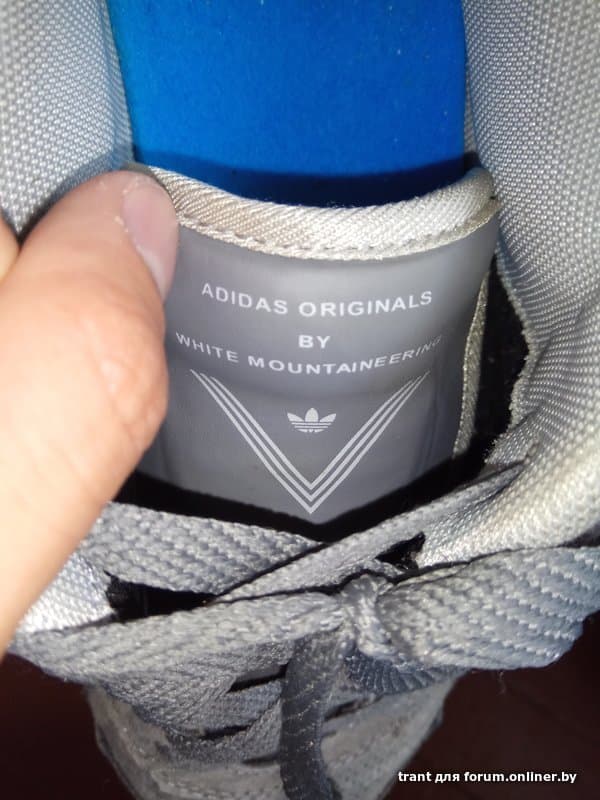 ADIDAS ORIGINALS
BY
WHITE MOUNTAINEERING
trant для forum.onliner.by